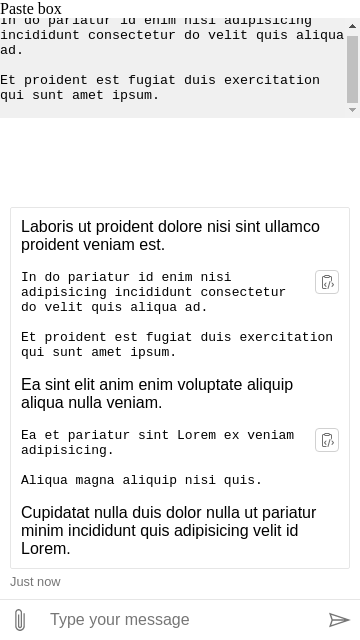 Paste box
In do pariatur id enim nisi adipisicing
incididunt consectetur do velit quis aliqua
ad.
Et proident est fugiat duis exercitation
qui sunt amet ipsum.
Laboris ut proident dolore nisi sint ullamco
proident veniam est.
In do pariatur id enim nisi
adipisicing incididunt consectetur
do velit quis aliqua ad.
Et proident est fugiat duis exercitation
qui sunt amet ipsum.
Ea sint elit anim enim voluptate aliquip
aliqua nulla veniam.
Ea et pariatur sint Lorem ex veniam
adipisicing.
Aliqua magna aliquip nisi quis.
Cupidatat nulla duis dolor nulla ut pariatur
minim incididunt quis adipisicing velit id
Lorem.
Just now
Type your message